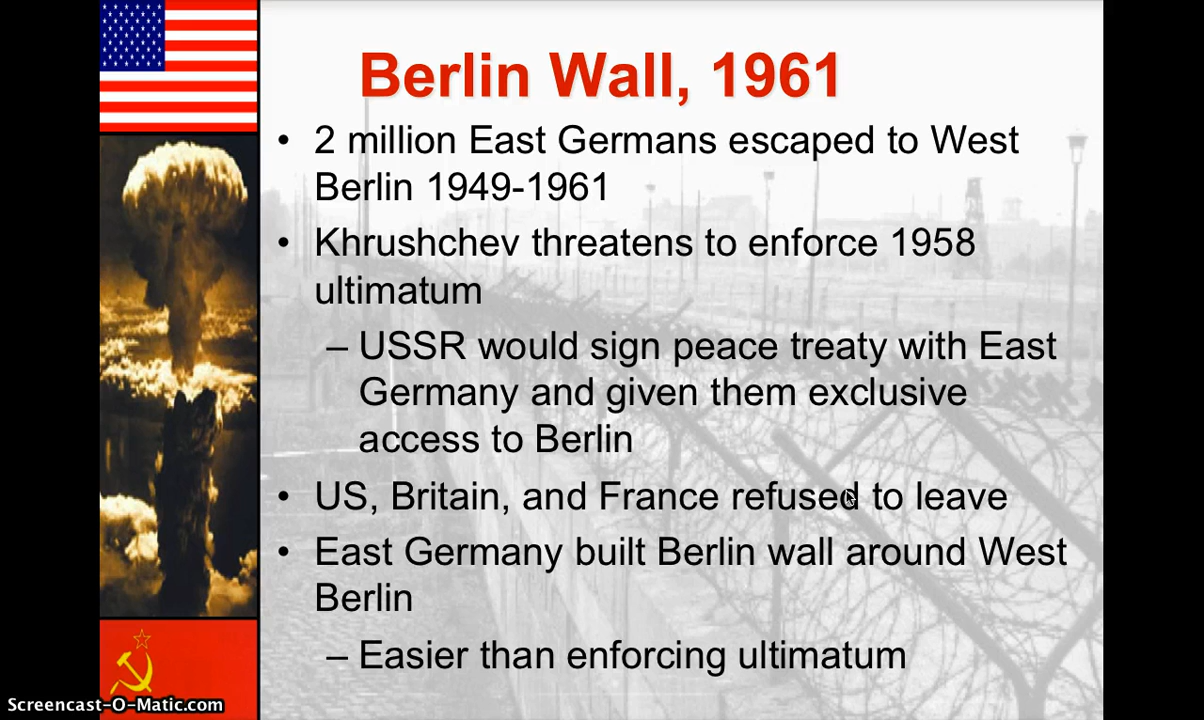 Berlin Wall, 1961
• 2 million East Germans escaped to West
Berlin 1949-1961
• Khrushchev threatens to enforce 1958
ultimatum
– USSR would sign peace treaty with East
Germany and given them exclusive
access to Berlin
• US, Britain, and France refused to leave
• East Germany built Berlin wall around West
Berlin
– Easier than enforcing ultimatum
Screencast-O-Matic.com